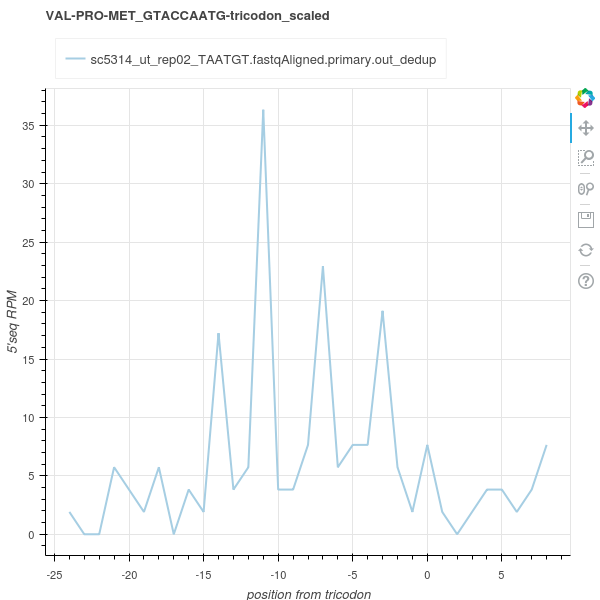 VAL-PRO-MET_GTACCAATG-tricodon_scaled
sc5314_ut_rep02_TAATGT.fastqAligned.primary.out_dedup
35
30
25
20
15
10
5
0
5'seq RPM
-25 -20 -15 -10 -5 0 5
position from tricodon